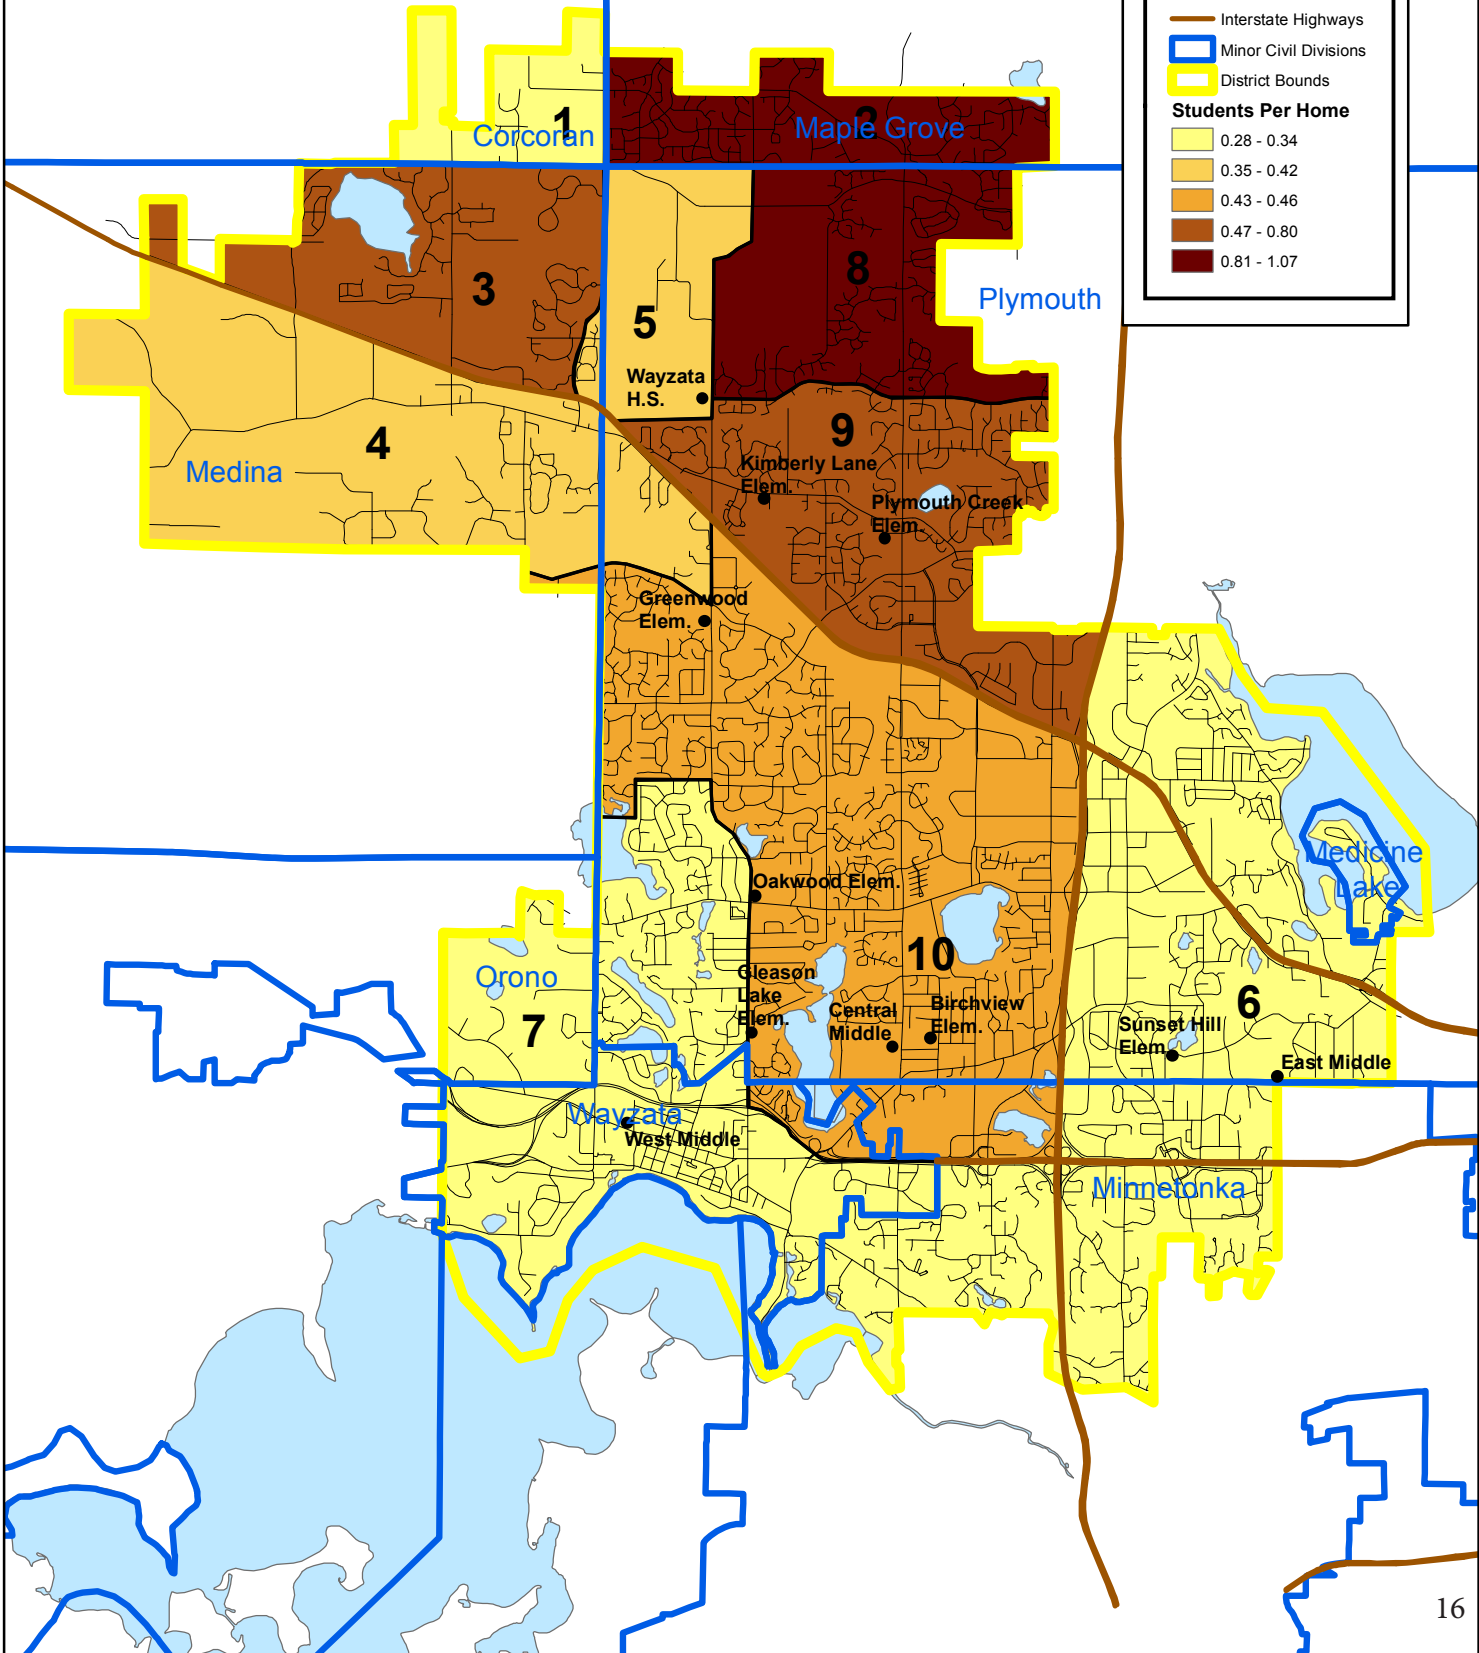 Interstate Highways
Minor Civil Divisions
District Bounds
Students Per Home
0.28 - 0.34
0.35 - 0.42
0.43 - 0.46
0.47 - 0.80
0.81 - 1.07
1
Corcoran
2
Maple Grove
3
5
8
Plymouth
Wayzata
H.S.
4
Medina
9
Kimberly Lane
Elem.
Plymouth Creek
Elem.
Greenwood
Elem.
Medicine
Lake
Oakwood Elem.
10
Orono
7
Gleason
Lake
Elem.
Central
Middle
Birchview
Elem.
6
Sunset Hill
Elem.
East Middle
Wayzata
West Middle
Minnetonka
16